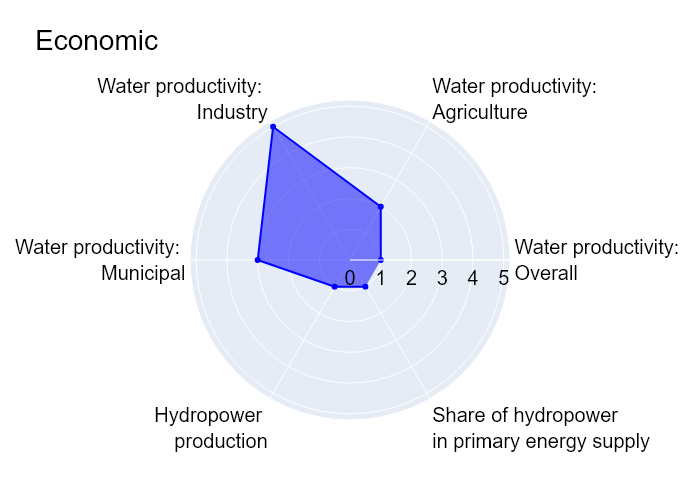 Economic
Water productivity:
Industry
Water productivity:
Agriculture
Water productivity:
Municipal
0 1 2 3 4 5
Water productivity:
Overall
Hydropower
production
Share of hydropower
in primary energy supply